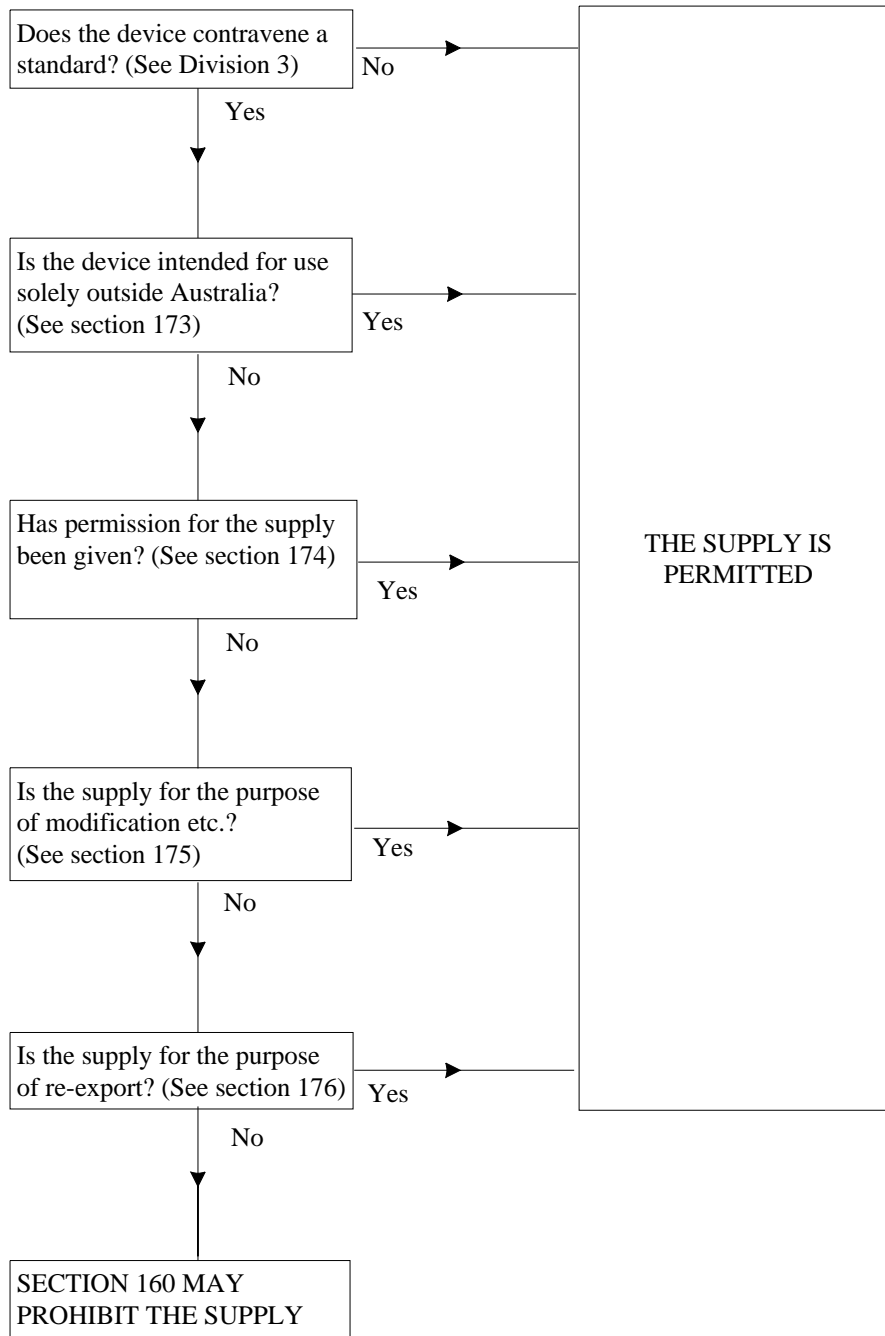 Does the device contravene a
standard? (See Division 3)
No
Yes
Is the device intended for use
solely outside Australia?
(See section 173)
Yes
No
Has permission for the supply
been given? (See section 174)
Yes
No
THE SUPPLY IS
PERMITTED
Is the supply for the purpose
of modification etc.?
(See section 175)
Yes
No
Is the supply for the purpose
of re-export? (See section 176)
Yes
No
SECTION 160 MAY
PROHIBIT THE SUPPLY